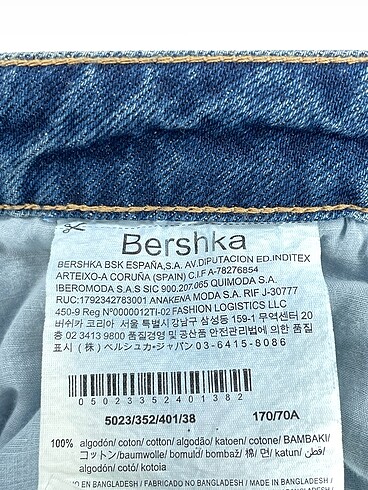 Bershka
BERSHKA BSK ESPAÑA,S.A. AV.DIPUTACION ED.INDITEX
ARTEIXO-A CORUÑA (SPAIN) C.I.F A-78276854
IBEROMODA S.A.S SIC 900.207.065 QUIMODA S.A.
RUC:1792342783001 ANAKENA MODA S.A. RIF J-30777
450-9 Reg N°0000012TI-02 FASHION LOGISTICS LLC
버쉬카 코리아 서울 특별시강남구 삼성동 159-1 무역센터 20
층 02 3413 9800 품질경영 및 공산품 안전관리법에 의한 품질
표시 (株) ベルシュカ・ジャパン 03-6415-8086
05023352401382
5023/352/401/38 170/70A
100% algodón/ coton/ cotton/ algodão/ katoen/ cotone/ ΒΑΜΒΑΚΙ/
コットン/baumwolle/ bomuld/ bombaž/ 棉/ 면/ katun/ قطن/
algodón/ cotó/ kotoia
EN BANGLADESH / FABRICADO NO BANGLADESH / MADE IN BANGLADESH /